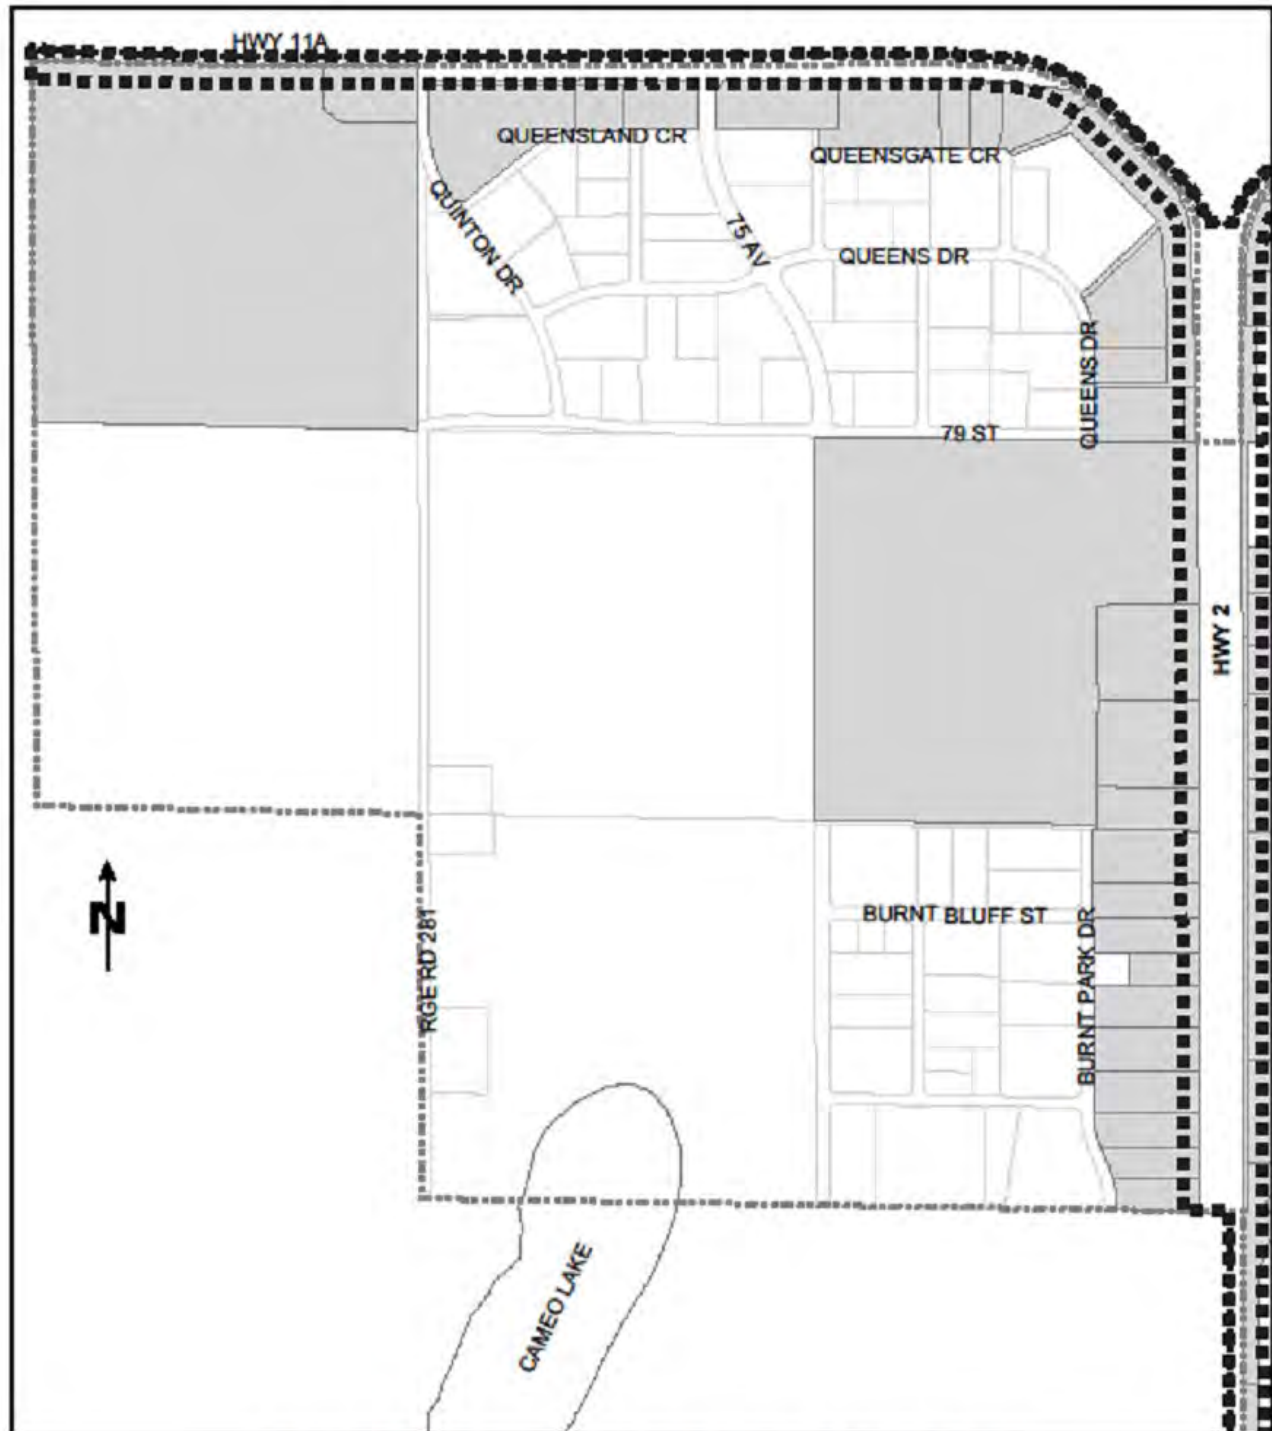 HWY 11A
QUEENSLAND CR
QUEENSGATE CR
QUINTON DR
75 AV
QUEENS DR
QUEENS DR
79 ST
HWY 2
N
BURNT BLUFF ST
RGE RD 281
BURNT PARK DR
CAMEO LAKE